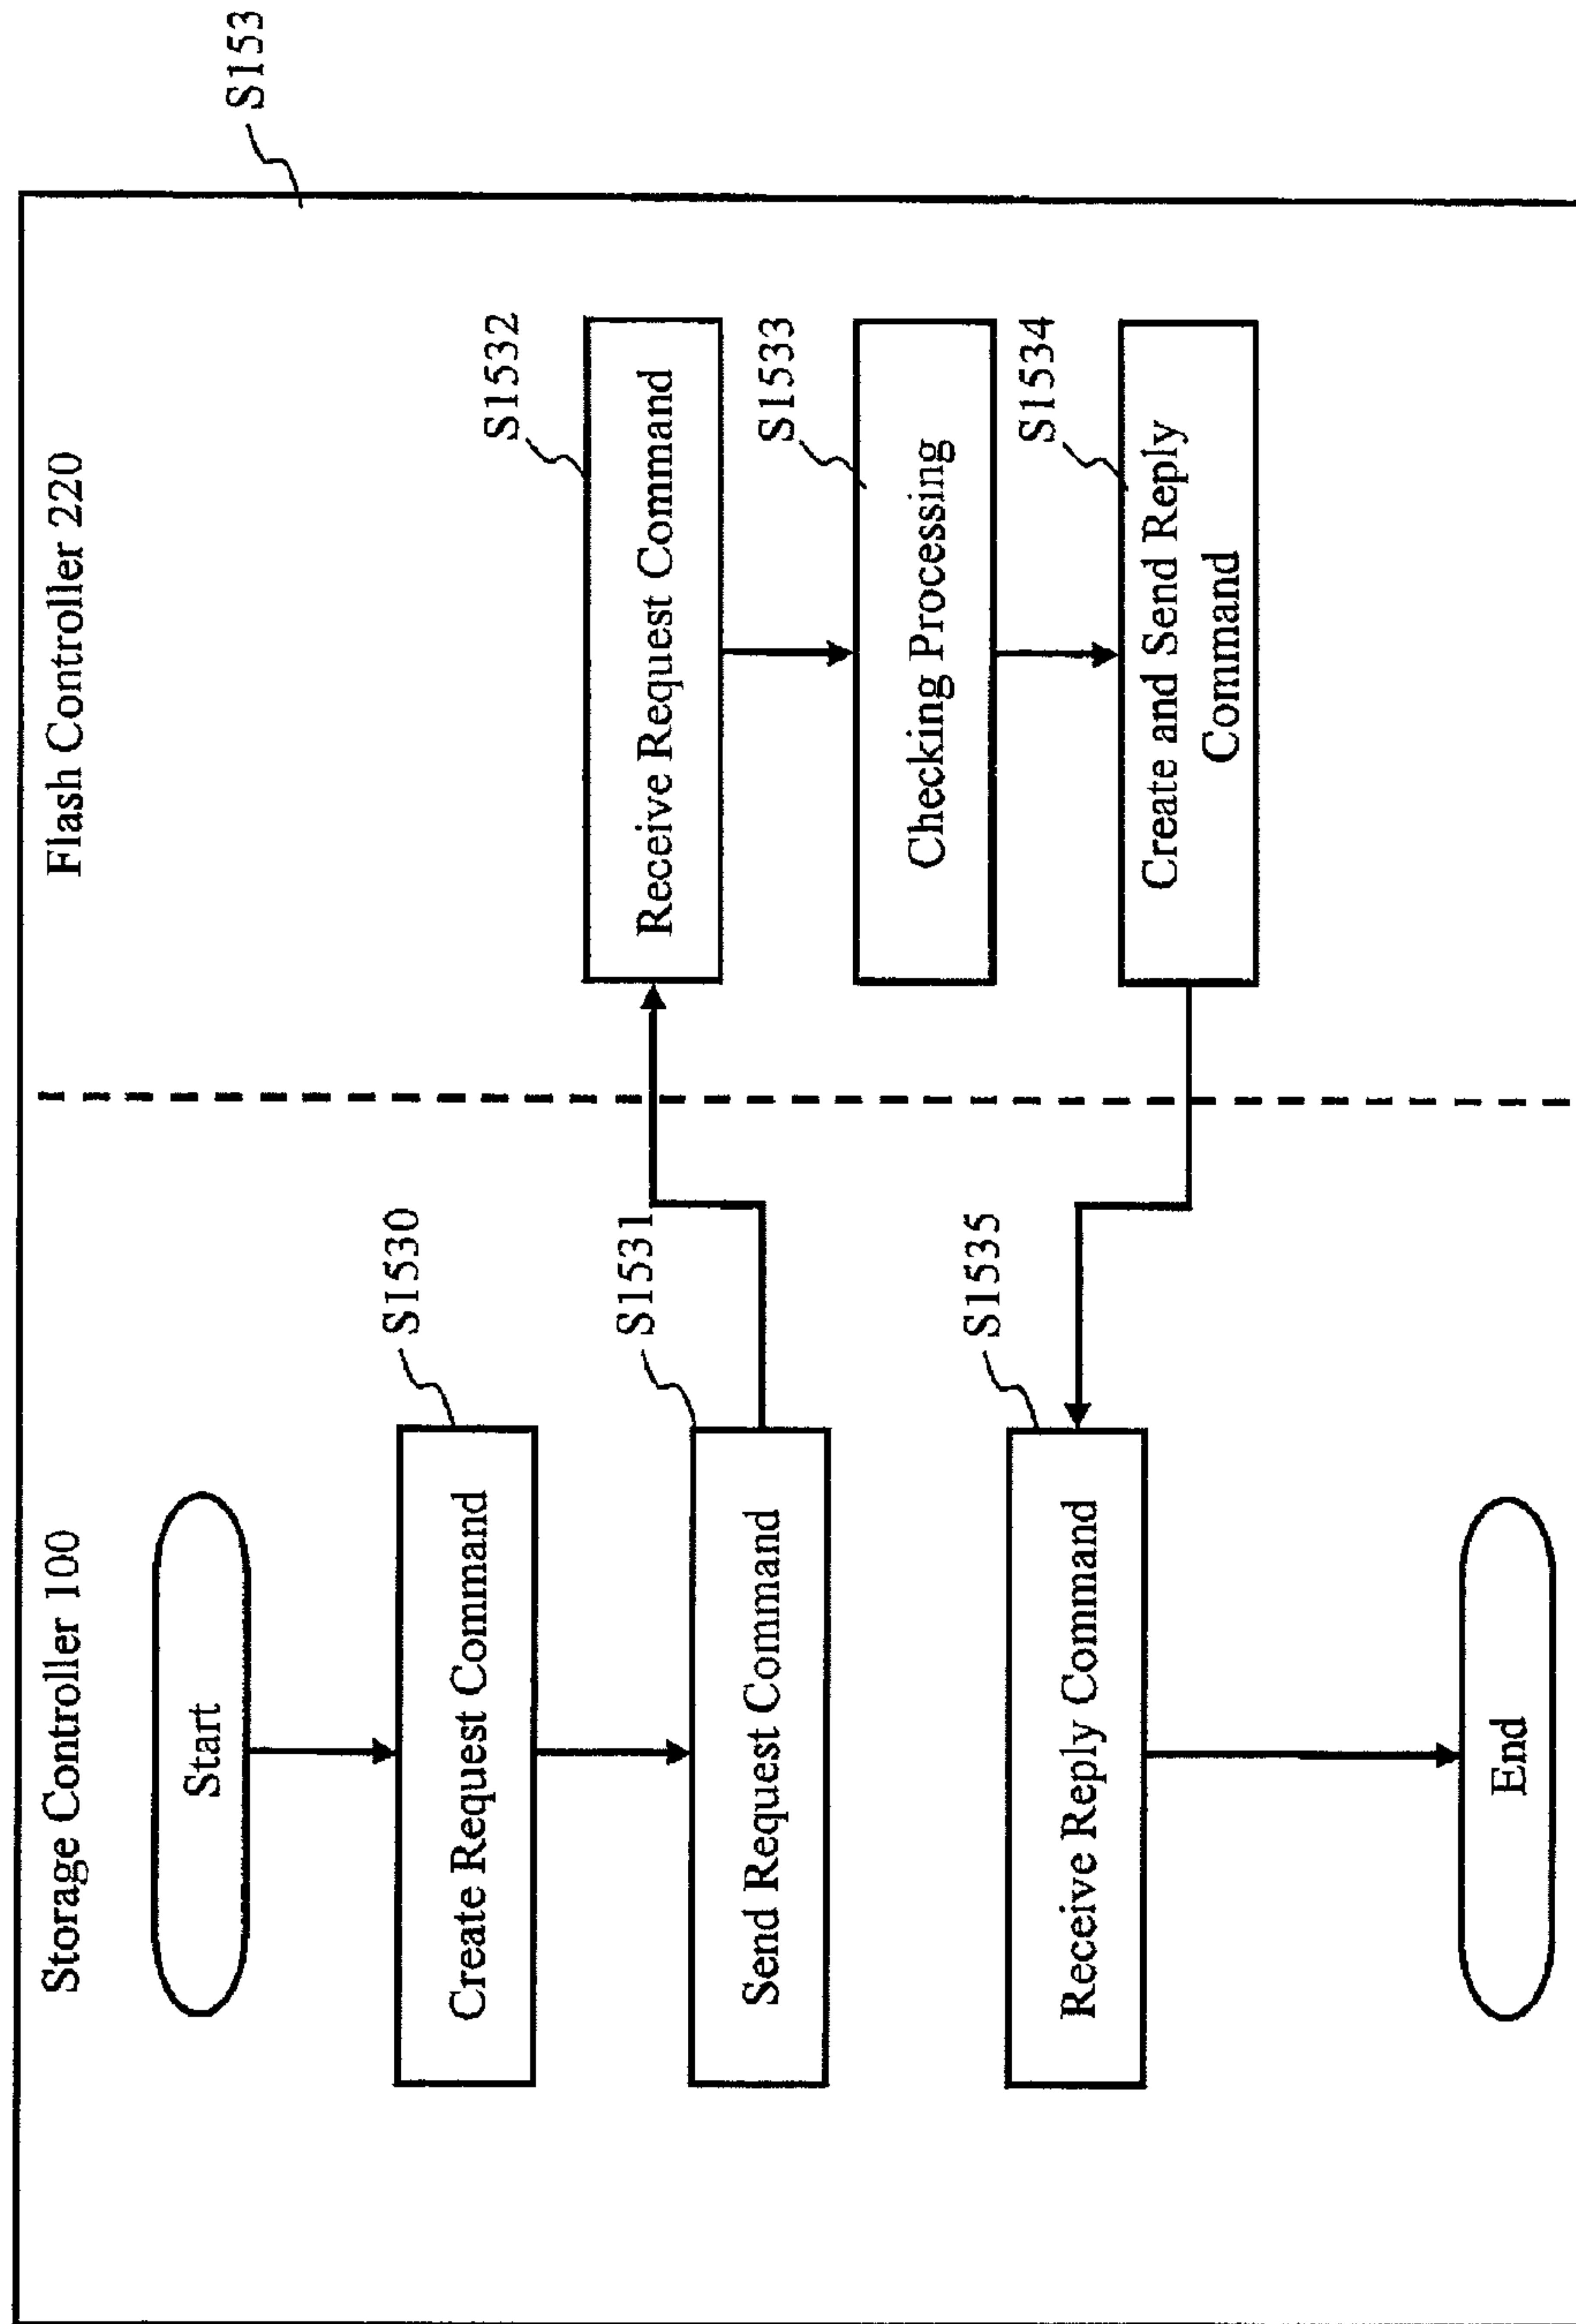 S153
Storage Controller 100
Flash Controller 220
Start
S1530
Create Request Command
S1531
Send Request Command
S1532
Receive Request Command
S1533
Checking Processing
S1534
Create and Send Reply
Command
S1535
Receive Reply Command
End